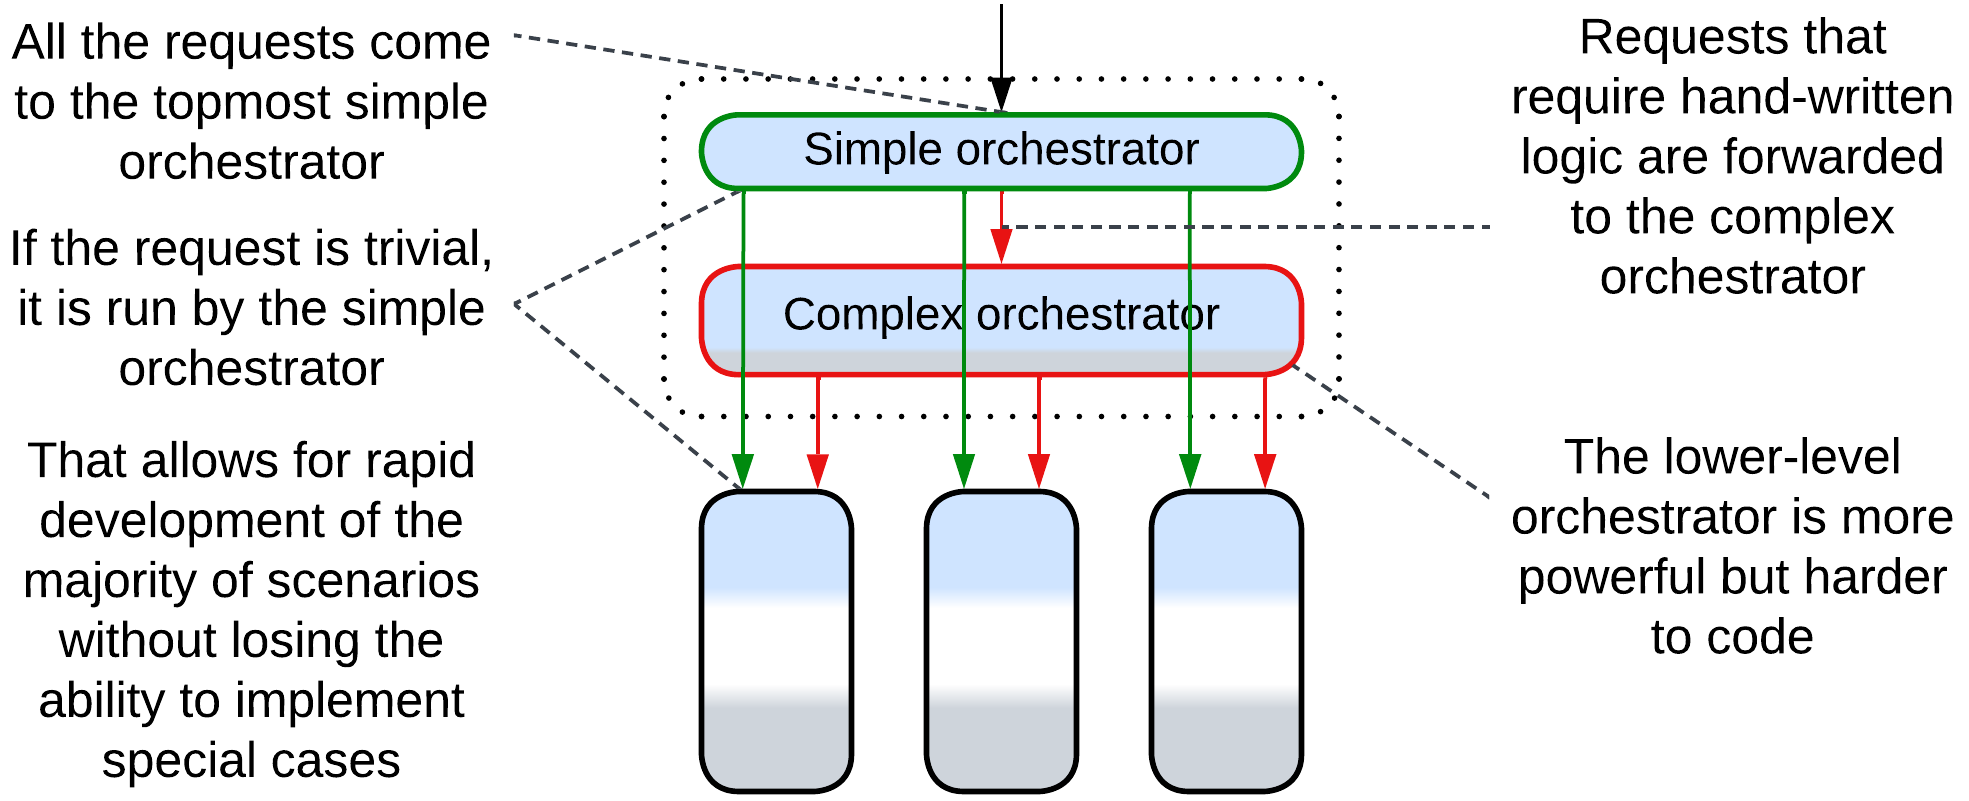 All the requests come
to the topmost simple
orchestrator
If the request is trivial,
it is run by the simple
orchestrator
That allows for rapid
development of the
majority of scenarios
without losing the
ability to implement
special cases
Simple orchestrator
Complex orchestrator
Requests that
require hand-written
logic are forwarded
to the complex
orchestrator
The lower-level
orchestrator is more
powerful but harder
to code